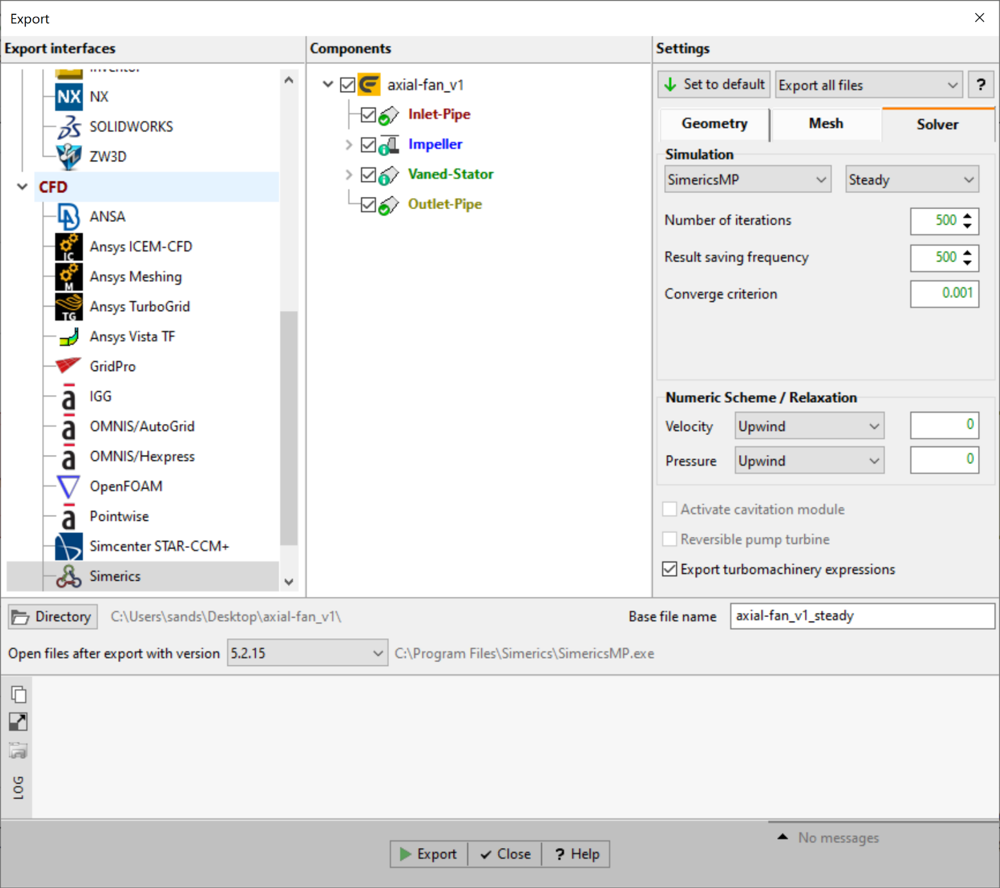 Export
Export interfaces
Components
Settings
Inventor
NX
NX
SOLIDWORKS
ZW3D
CFD
ANSA
IC
Ansys ICEM-CFD
M
Ansys Meshing
TG
Ansys TurboGrid
Ansys Vista TF
GridPro
a IGG
a OMNIS/AutoGrid
a OMNIS/Hexpress
OpenFOAM
a Pointwise
Simcenter STAR-CCM+
Simerics
axial-fan_v1
Inlet-Pipe
Impeller
Vaned-Stator
Outlet-Pipe
Set to default
Export all files
?
Geometry
Mesh
Solver
Simulation
SimericsMP
Steady
Number of iterations
500
Result saving frequency
500
Converge criterion
0.001
Numeric Scheme / Relaxation
Velocity
Upwind
0
Pressure
Upwind
0
Activate cavitation module
Reversible pump turbine
Export turbomachinery expressions
Directory
C:\Users\sands\Desktop\axial-fan_v1\
Base file name
axial-fan_v1_steady
Open files after export with version
5.2.15
C:\Program Files\Simerics\SimericsMP.exe
LOG
No messages
Export
Close
? Help